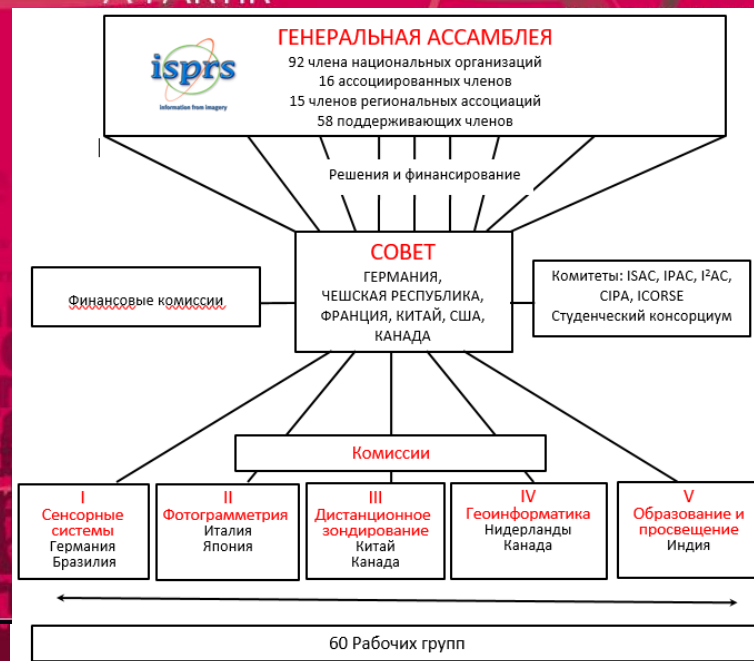 ГЕНЕРАЛЬНАЯ АССАМБЛЕЯ
isprs
information from imagery
92 члена национальных организаций
16 ассоциированных членов
15 членов региональных ассоциаций
58 поддерживающих членов
Решения и финансирование
СОВЕТ
ГЕРМАНИЯ,
ЧЕШСКАЯ РЕСПУБЛИКА,
ФРАНЦИЯ, КИТАЙ, США,
КАНАДА
Финансовые комиссии
Комитеты: ISAC, IPAC, I²AC,
CIPA, ICORSE
Студенческий консорциум
Комиссии
I
Сенсорные
системы
Германия
Бразилия
II
Фотограмметрия
Италия
Япония
III
Дистанционное
зондирование
Китай
Канада
IV
Геоинформатика
Нидерланды
Канада
V
Образование и
просвещение
Индия
60 Рабочих групп